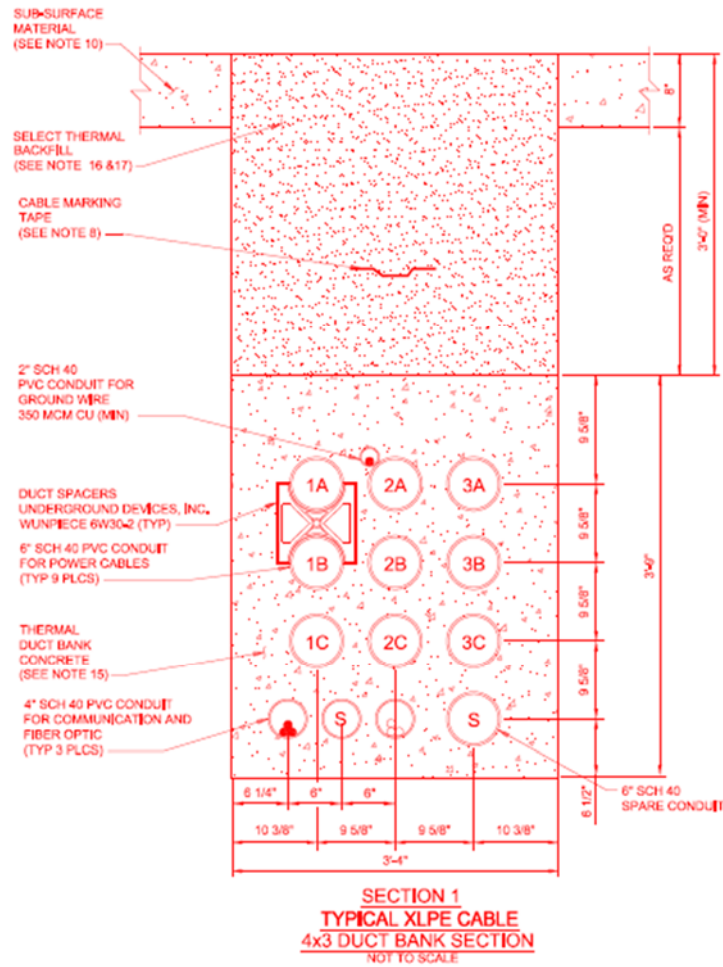 SUB-SURFACE
MATERIAL
(SEE NOTE 10)
8"
SELECT THERMAL
BACKFILL
(SEE NOTE 16 &17)
CABLE MARKING
TAPE
(SEE NOTE 8)
AS REQ'D
3'-0" (MIN)
2" SCH 40
PVC CONDUIT FOR
GROUND WIRE
350 MCM CU (MIN)
9 5/8"
1A 2A 3A
DUCT SPACERS
UNDERGROUND DEVICES, INC.
WUNPIECE 6W30-2 (TYP)
9 5/8"
6" SCH 40 PVC CONDUIT
FOR POWER CABLES
(TYP 9 PLCS)
1B 2B 3B
3'-9"
9 5/8"
THERMAL
DUCT BANK
CONCRETE
(SEE NOTE 15)
1C 2C 3C
9 5/8"
4" SCH 40 PVC CONDUIT
FOR COMMUNICATION AND
FIBER OPTIC
(TYP 3 PLCS)
S S
6 1/2"
6" SCH 40
SPARE CONDUIT
6 1/4" 6" 6"
10 3/8" 9 5/8" 9 5/8" 10 3/8"
3'-4"
SECTION 1
TYPICAL XLPE CABLE
4x3 DUCT BANK SECTION
NOT TO SCALE